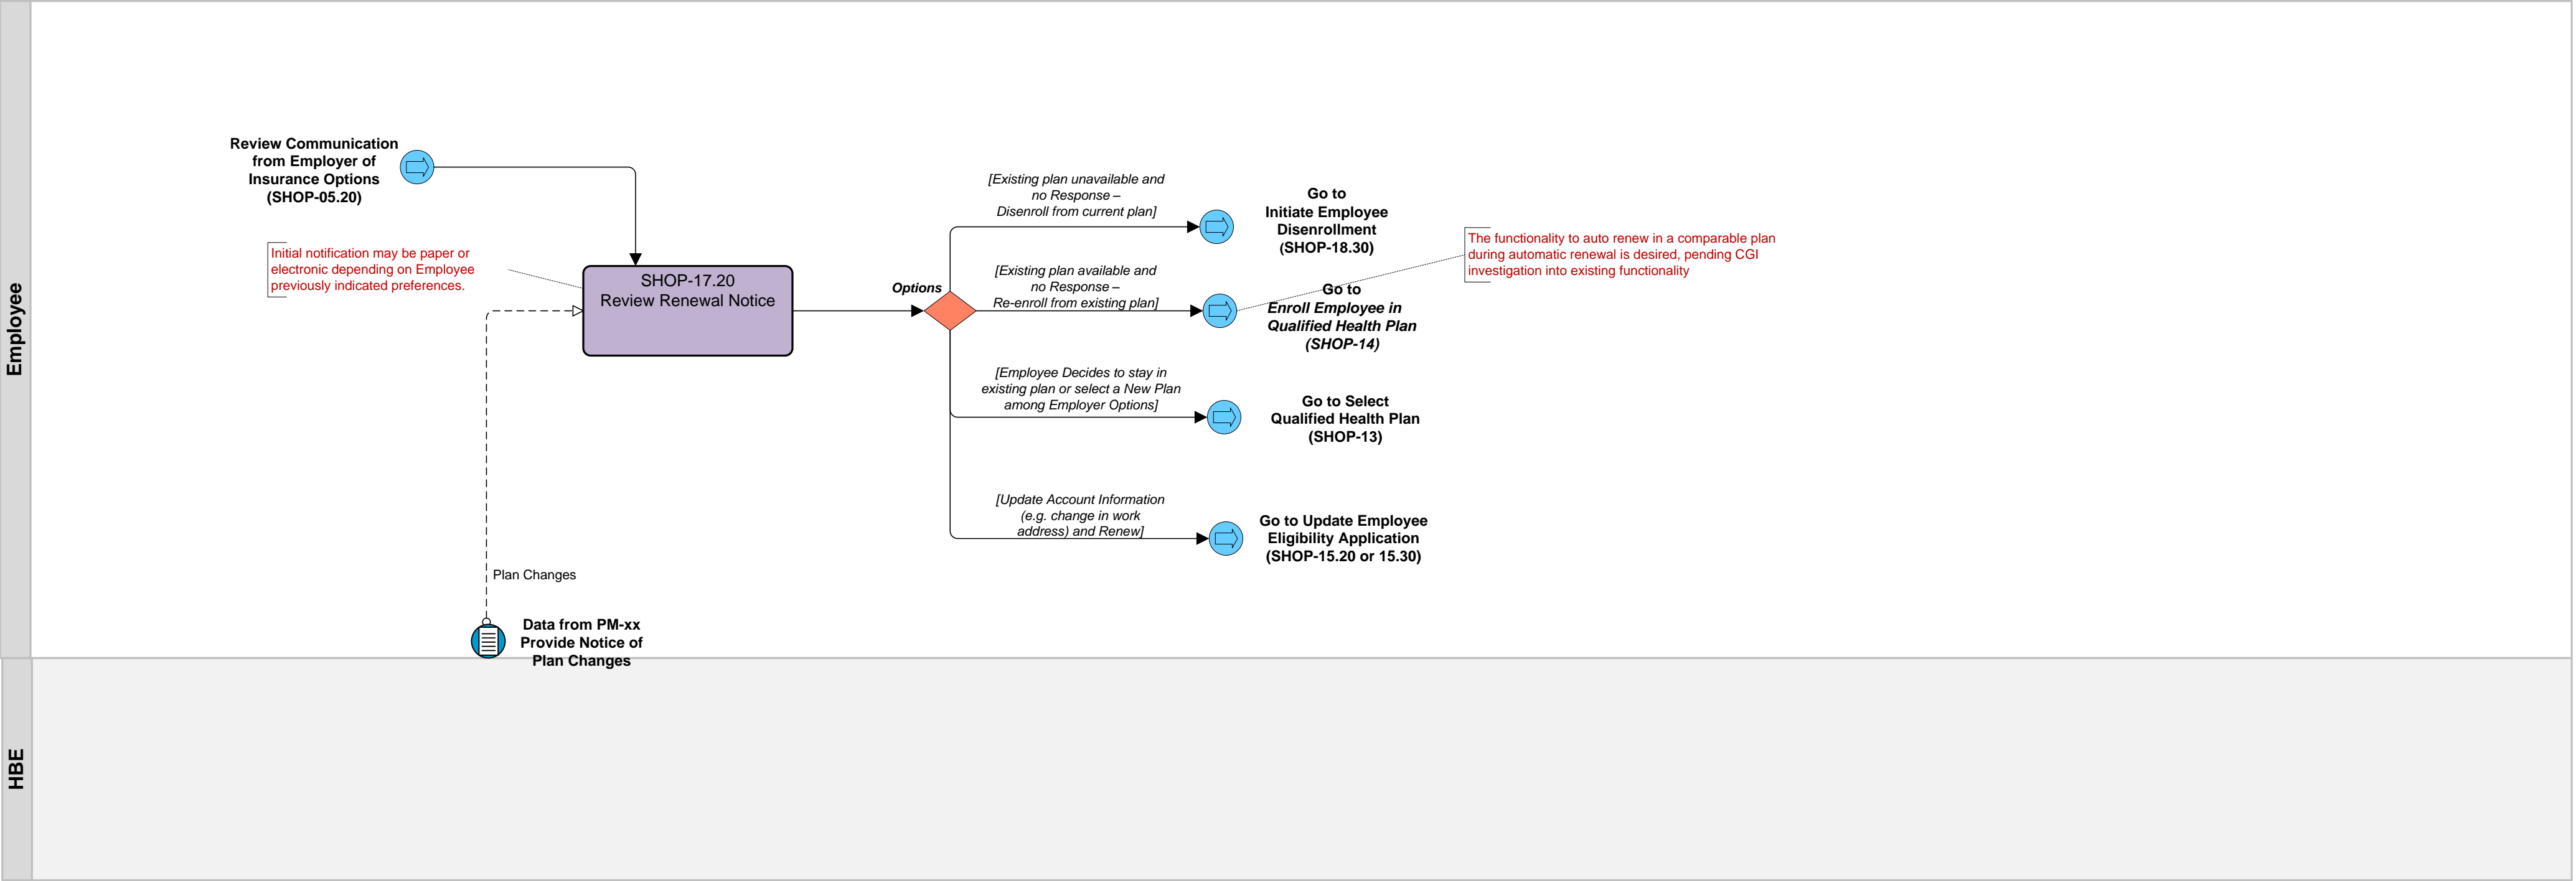 Employee
Review Communication
from Employer of
Insurance Options
(SHOP-05.20)
Initial notification may be paper or
electronic depending on Employee
previously indicated preferences.
SHOP-17.20
Review Renewal Notice
Options
[Existing plan unavailable and
no Response –
Disenroll from current plan]
Go to
Initiate Employee
Disenrollment
(SHOP-18.30)
[Existing plan available and
no Response –
Re-enroll from existing plan]
Go to
Enroll Employee in
Qualified Health Plan
(SHOP-14)
The functionality to auto renew in a comparable plan
during automatic renewal is desired, pending CGI
investigation into existing functionality
[Employee Decides to stay in
existing plan or select a New Plan
among Employer Options]
Go to Select
Qualified Health Plan
(SHOP-13)
[Update Account Information
(e.g. change in work
address) and Renew]
Go to Update Employee
Eligibility Application
(SHOP-15.20 or 15.30)
Plan Changes
Data from PM-xx
Provide Notice of
Plan Changes
HBE